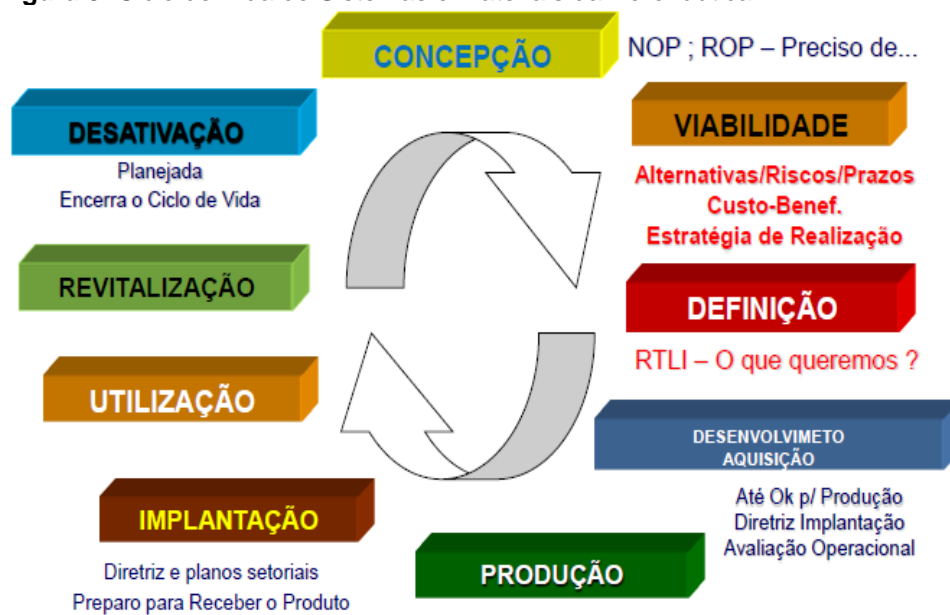 CONCEPÇÃO
NOP ; ROP – Preciso de...
VIABILIDADE
Alternativas/Riscos/Prazos
Custo-Benef.
Estratégia de Realização
DEFINIÇÃO
RTLI – O que queremos ?
DESENVOLVIMETO
AQUISIÇÃO
Até Ok p/ Produção
Diretriz Implantação
Avaliação Operacional
PRODUÇÃO
IMPLANTAÇÃO
Diretriz e planos setoriais
Preparo para Receber o Produto
UTILIZAÇÃO
REVITALIZAÇÃO
DESATIVAÇÃO
Planejada
Encerra o Ciclo de Vida